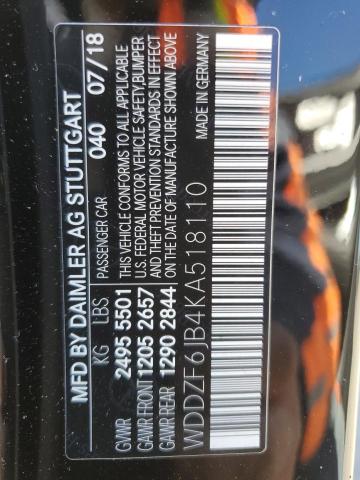 MFD BY DAIMLER AG STUTTGART
PASSENGER CAR 040 07/18
KG LBS
GVWR 2495 5501
GAWR FRONT 1205 2657
GAWR REAR 1290 2844
THIS VEHICLE CONFORMS TO ALL APPLICABLE
U.S. FEDERAL MOTOR VEHICLE SAFETY,BUMPER
AND THEFT PREVENTION STANDARDS IN EFFECT
ON THE DATE OF MANUFACTURE SHOWN ABOVE
MADE IN GERMANY
WDDZF6JB4KA518110